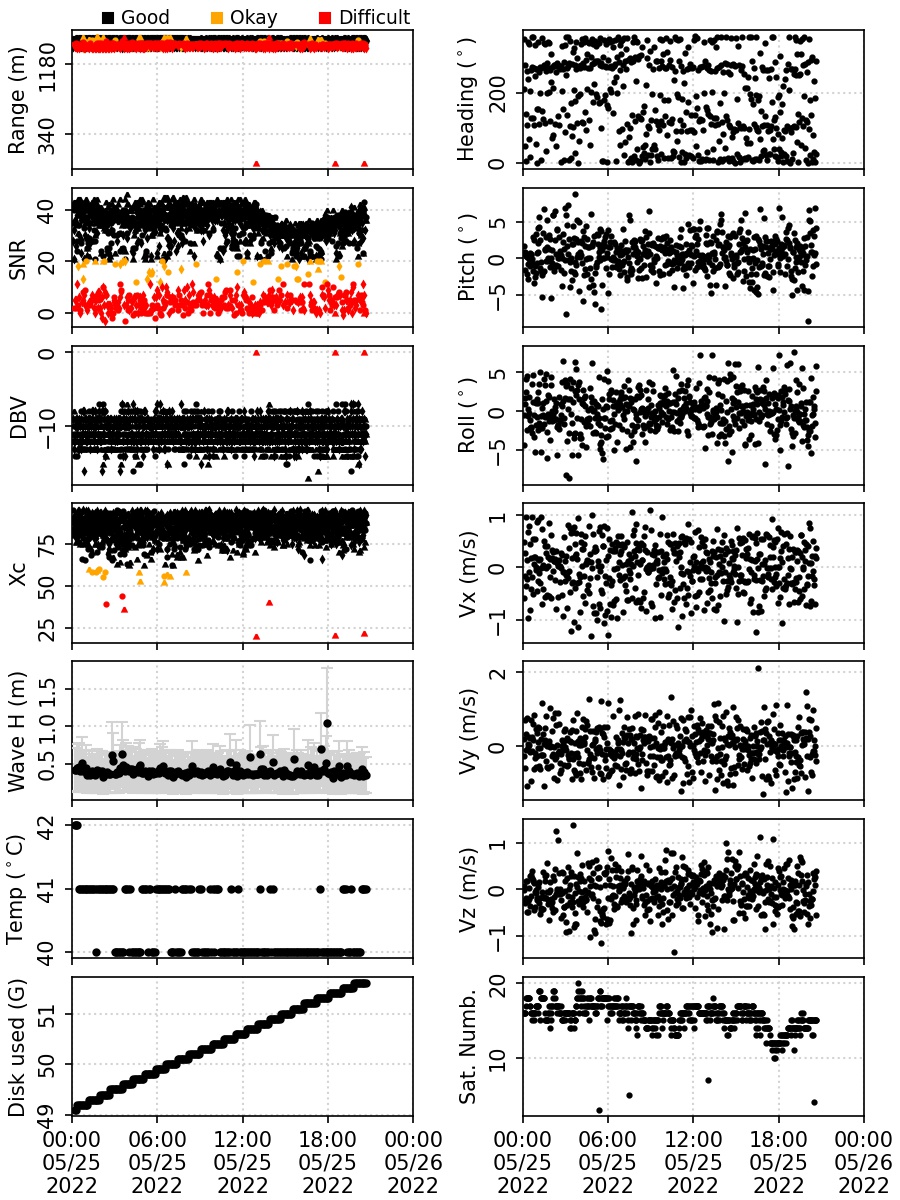 Good Okay Difficult
Range (m)
1180
340
Heading (°)
200
0
SNR
40
20
0
Pitch (°)
5
0
−5
DBV
0
−10
Roll (°)
5
0
−5
Xc
75
50
25
Vx (m/s)
1
0
−1
Wave H (m)
1.5
1.0
0.5
Vy (m/s)
2
0
Temp (°C)
42
41
40
Vz (m/s)
1
0
−1
Disk used (G)
51
50
49
Sat. Numb.
20
10
00:00 06:00 12:00 18:00 00:00
05/25 05/25 05/25 05/25 05/26
2022 2022 2022 2022 2022
00:00 06:00 12:00 18:00 00:00
05/25 05/25 05/25 05/25 05/26
2022 2022 2022 2022 2022